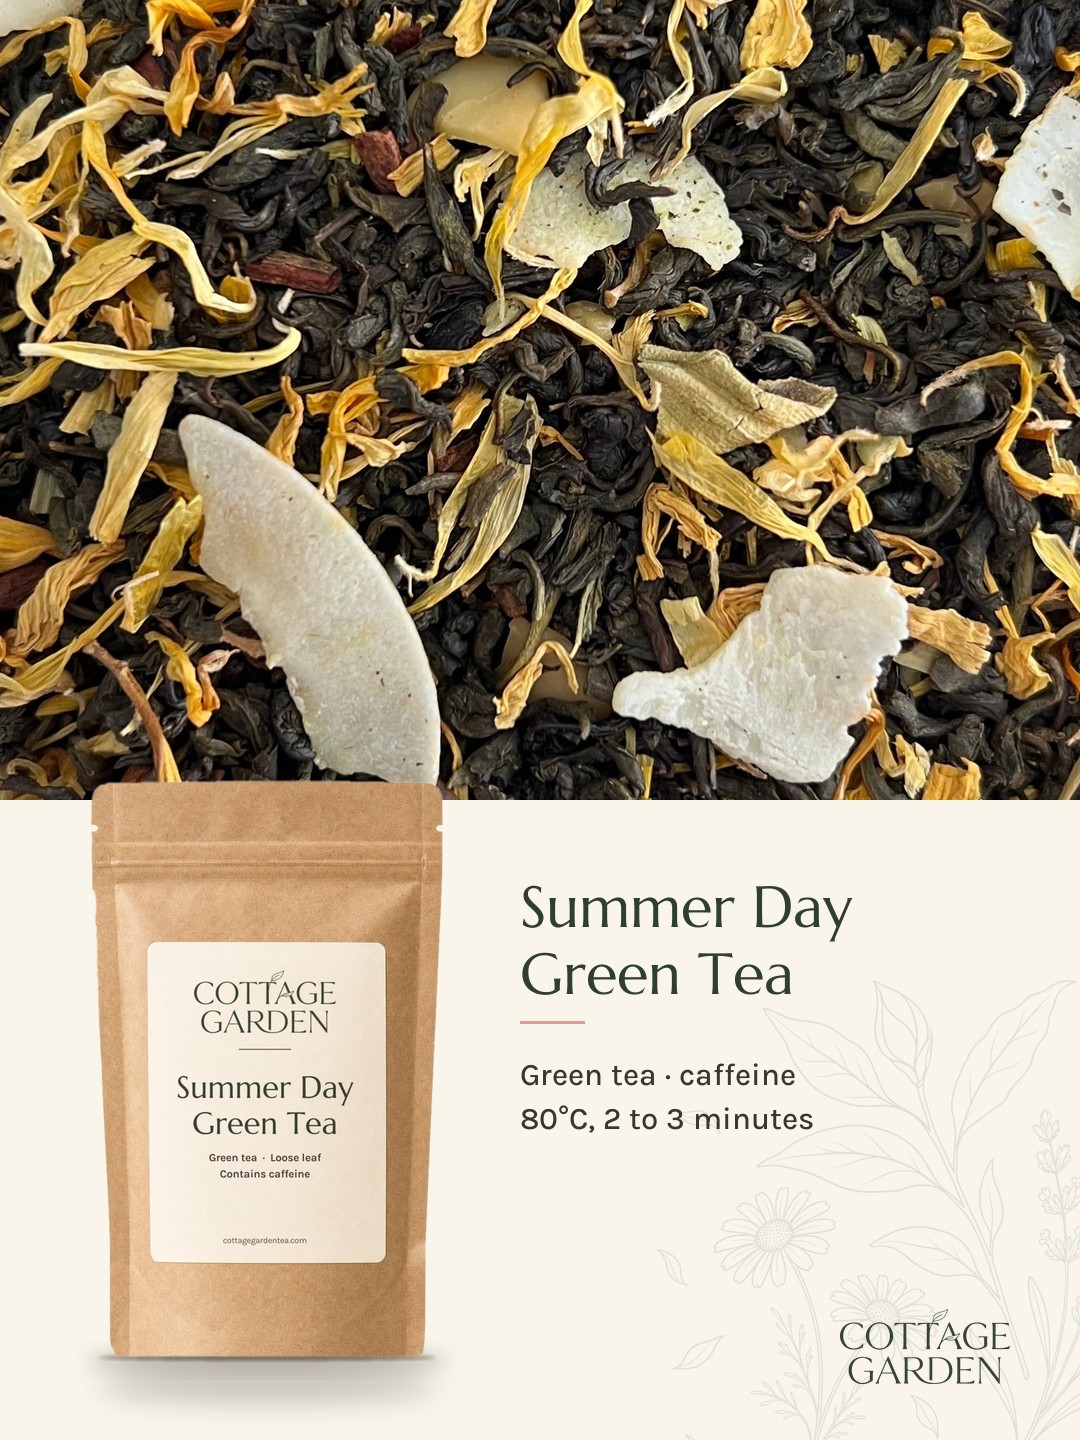 COTTAGE
GARDEN
Summer Day
Green Tea
Green tea · Loose leaf
Contains caffeine
cottagegardentea.com
Summer Day
Green Tea
Green tea · caffeine
80°C, 2 to 3 minutes
COTTAGE
GARDEN